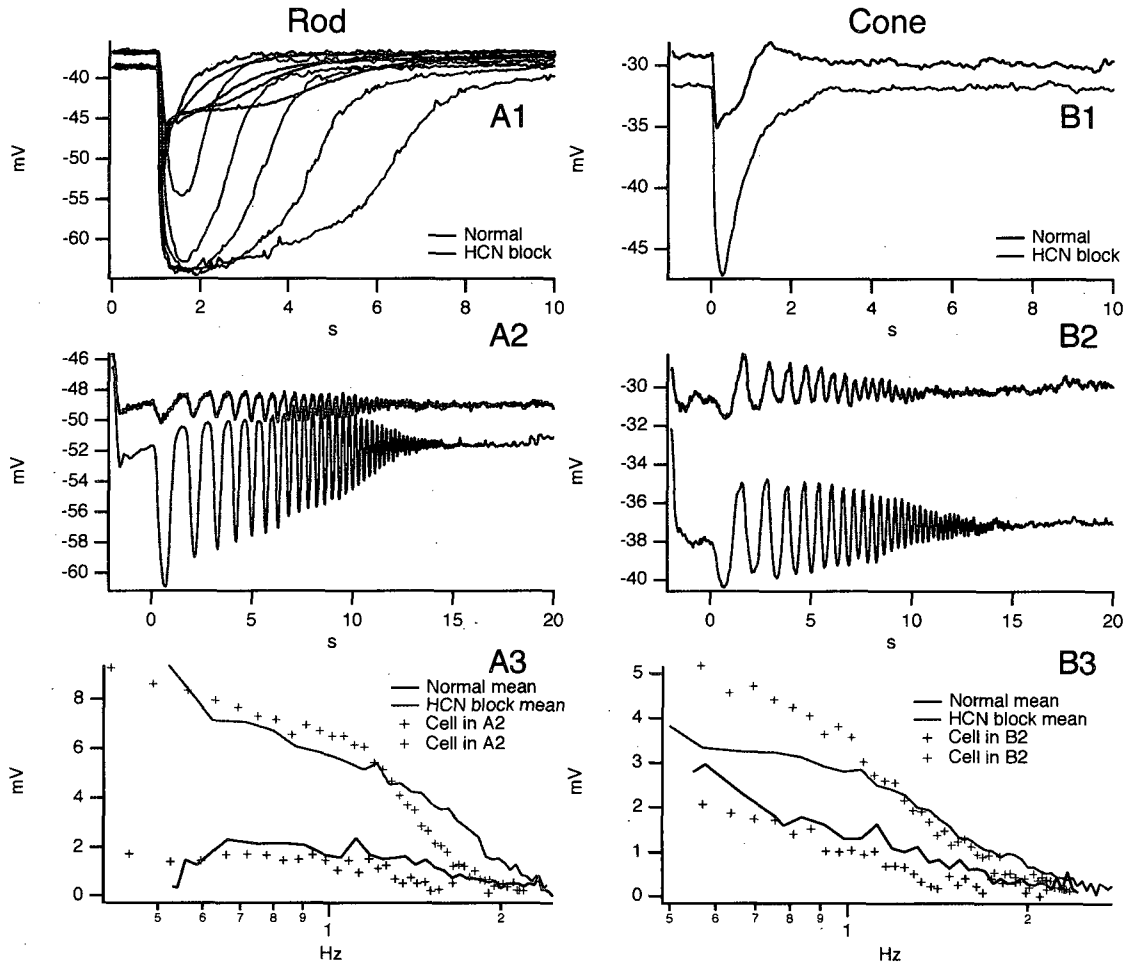 Rod
Cone
-40
-45
-50
-55
-60
mV
A1
Normal
HCN block
0
2
4
6
8
10
s
-30
-35
-40
-45
mV
B1
Normal
HCN block
0
2
4
6
8
10
s
A2
-46
-48
-50
-52
-54
-56
-58
-60
mV
0
5
10
15
20
s
B2
-30
-32
-34
-36
-38
-40
mV
0
5
10
15
20
s
A3
8
6
4
2
0
mV
Normal mean
HCN block mean
+ Cell in A2
+ Cell in A2
5
6
7
8
9
1
2
Hz
B3
5
4
3
2
1
0
mV
Normal mean
HCN block mean
+ Cell in B2
+ Cell in B2
5
6
7
8
9
1
2
Hz